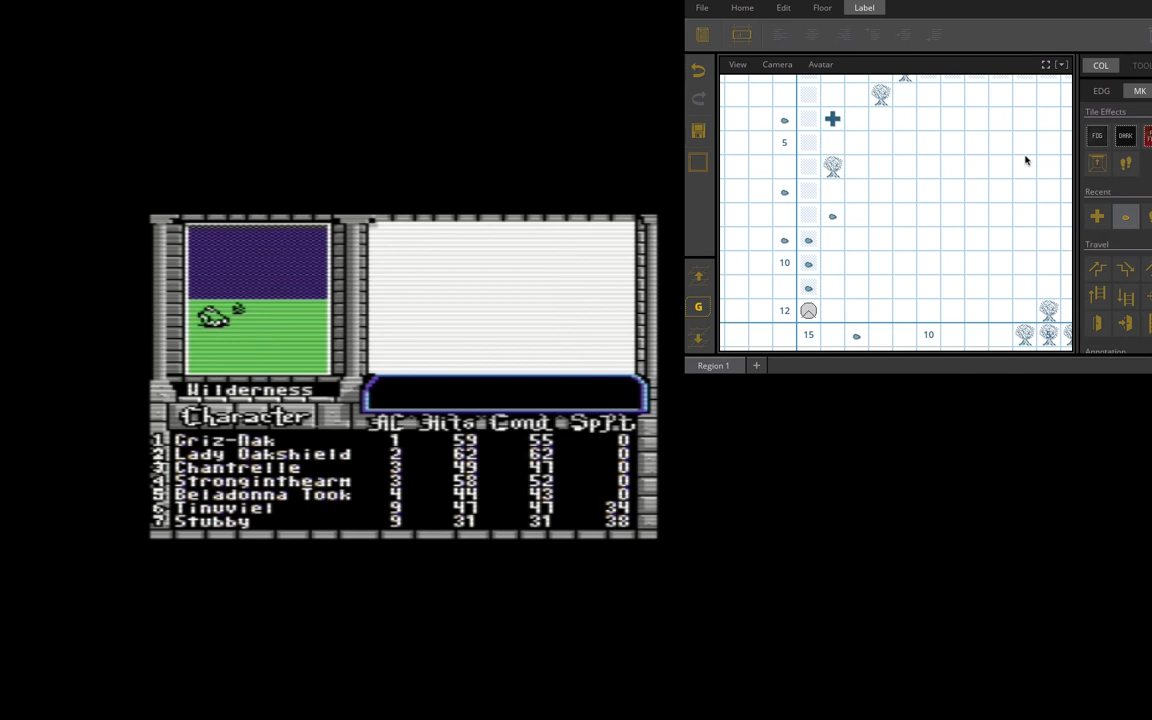 File Home Edit Floor Label
View Camera Avatar
COL
EDG MK
Tile Effects
FOG DARK
Recent
Travel
5
10
G
12
15 10
Region 1 +
Wilderness
Character AC Hits Cond SpPt
1 Griz-Nak 1 59 55 0
2 Lady Oakshield 2 62 62 0
3 Chantrelle 3 49 47 0
4 Stronginthearm 3 58 52 0
5 Beladonna Took 4 44 43 0
6 Tinuviel 9 47 47 34
7 Stubby 9 31 31 38